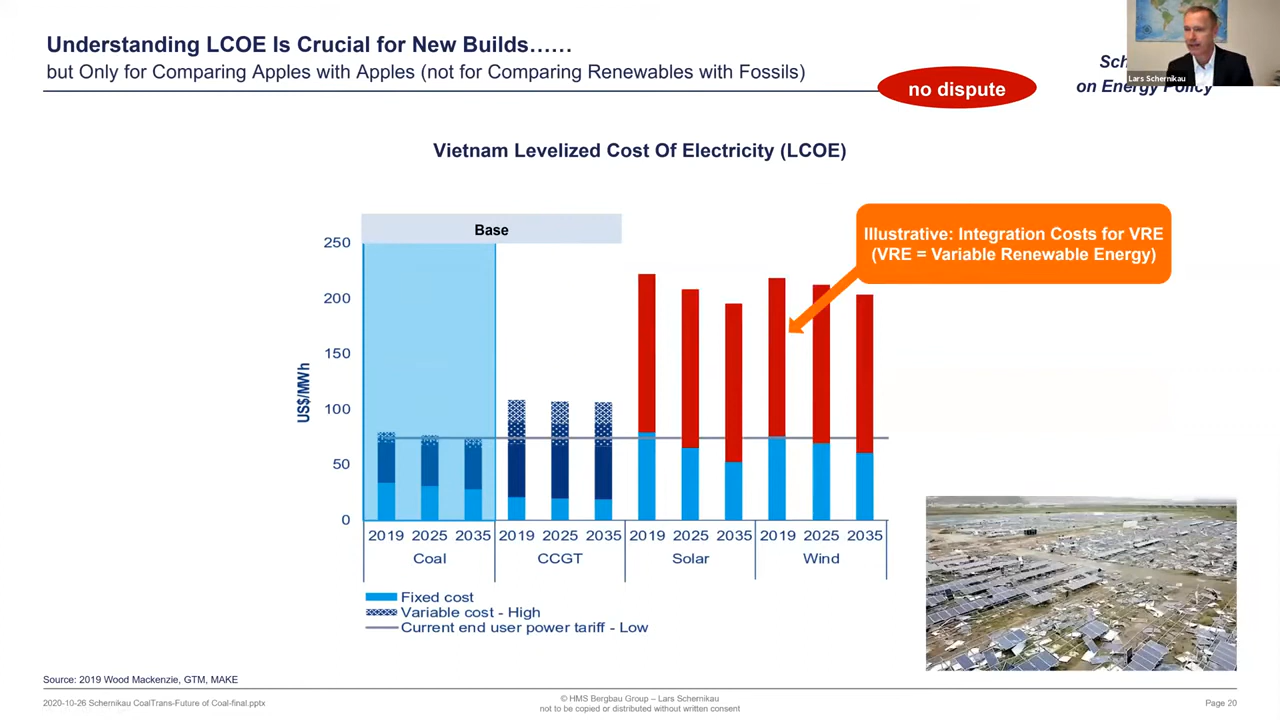 Understanding LCOE Is Crucial for New Builds……
but Only for Comparing Apples with Apples (not for Comparing Renewables with Fossils)
no dispute
on Energy Policy
Lars Schernikau
Vietnam Levelized Cost Of Electricity (LCOE)
Illustrative: Integration Costs for VRE
(VRE = Variable Renewable Energy)
Base
US$/MWh
250
200
150
100
50
0
2019 2025 2035 2019 2025 2035 2019 2025 2035 2019 2025 2035
Coal CCGT Solar Wind
Fixed cost
Variable cost - High
Current end user power tariff - Low
Source: 2019 Wood Mackenzie, GTM, MAKE
2020-10-26 Schernikau CoalTrans-Future of Coal-final.pptx
© HMS Bergbau Group – Lars Schernikau
not to be copied or distributed without written consent
Page 20